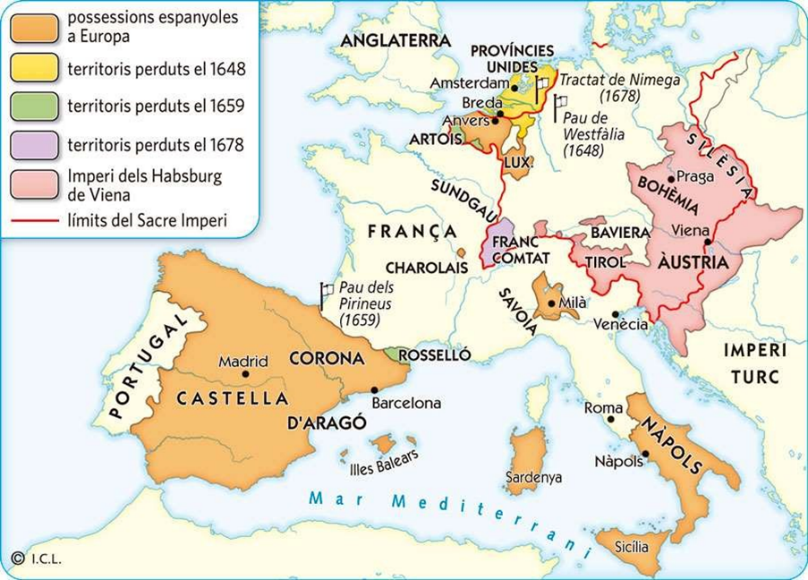 possessions espanyoles
a Europa
territoris perduts el 1648
territoris perduts el 1659
territoris perduts el 1678
Imperi dels Habsburg
de Viena
límits del Sacre Imperi
ANGLATERRA
PROVÍNCIES
UNIDES
Amsterdam
Tractat de Nimega
(1678)
Breda
Pau de
Westfàlia
(1648)
Anvers
ARTOIS
LUX.
SILÈSIA
Praga
BOHÈMIA
SUNDGAU
FRANÇA
FRANC
COMTAT
BAVIERA
Viena
TIROL
ÀUSTRIA
CHAROLAIS
Pau dels
Pirineus
(1659)
SAVOIA
Milà
Venècia
PORTUGAL
Madrid
CORONA
ROSSELLÓ
IMPERI
TURC
CASTELLA
Barcelona
D'ARAGÓ
Roma
NÀPOLS
Illes Balears
Nàpols
Sardenya
Mar Mediterrani
Sicília
© I.C.L.